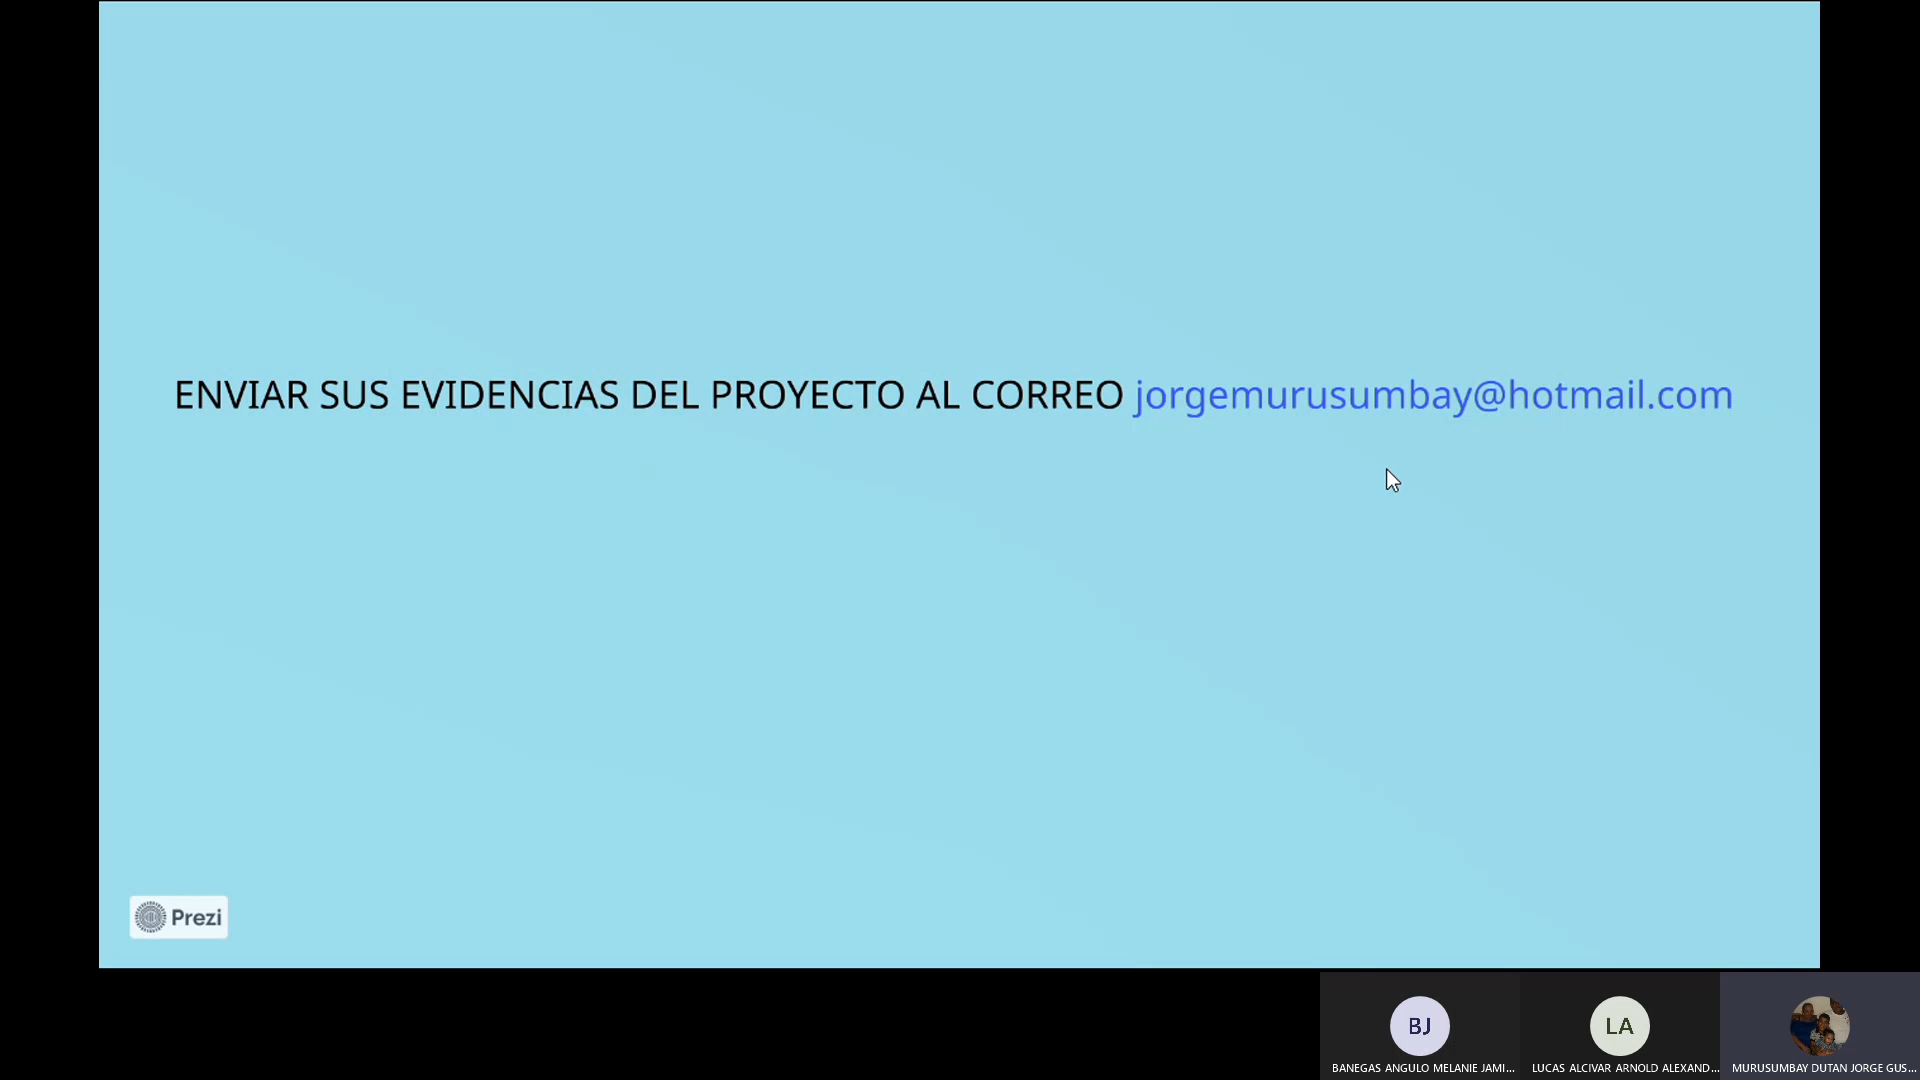 ENVIAR SUS EVIDENCIAS DEL PROYECTO AL CORREO jorgemurusumbay@hotmail.com
Prezi
BJ
LA
BANEGAS ANGULO MELANIE JAMI...
LUCAS ALCIVAR ARNOLD ALEXAND...
MURUSUMBAY DUTAN JORGE GUS...